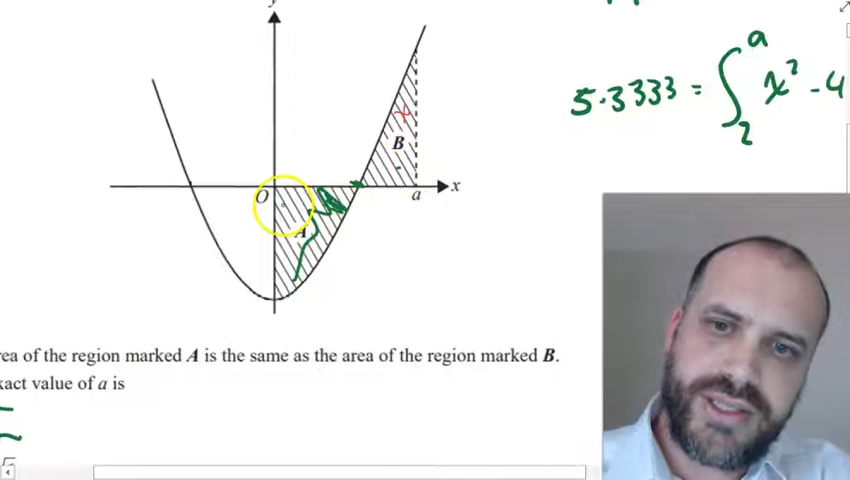 5.3333 = ∫₂ᵃ x² - 4
B
O
x
a
A
rea of the region marked A is the same as the area of the region marked B.
xact value of a is